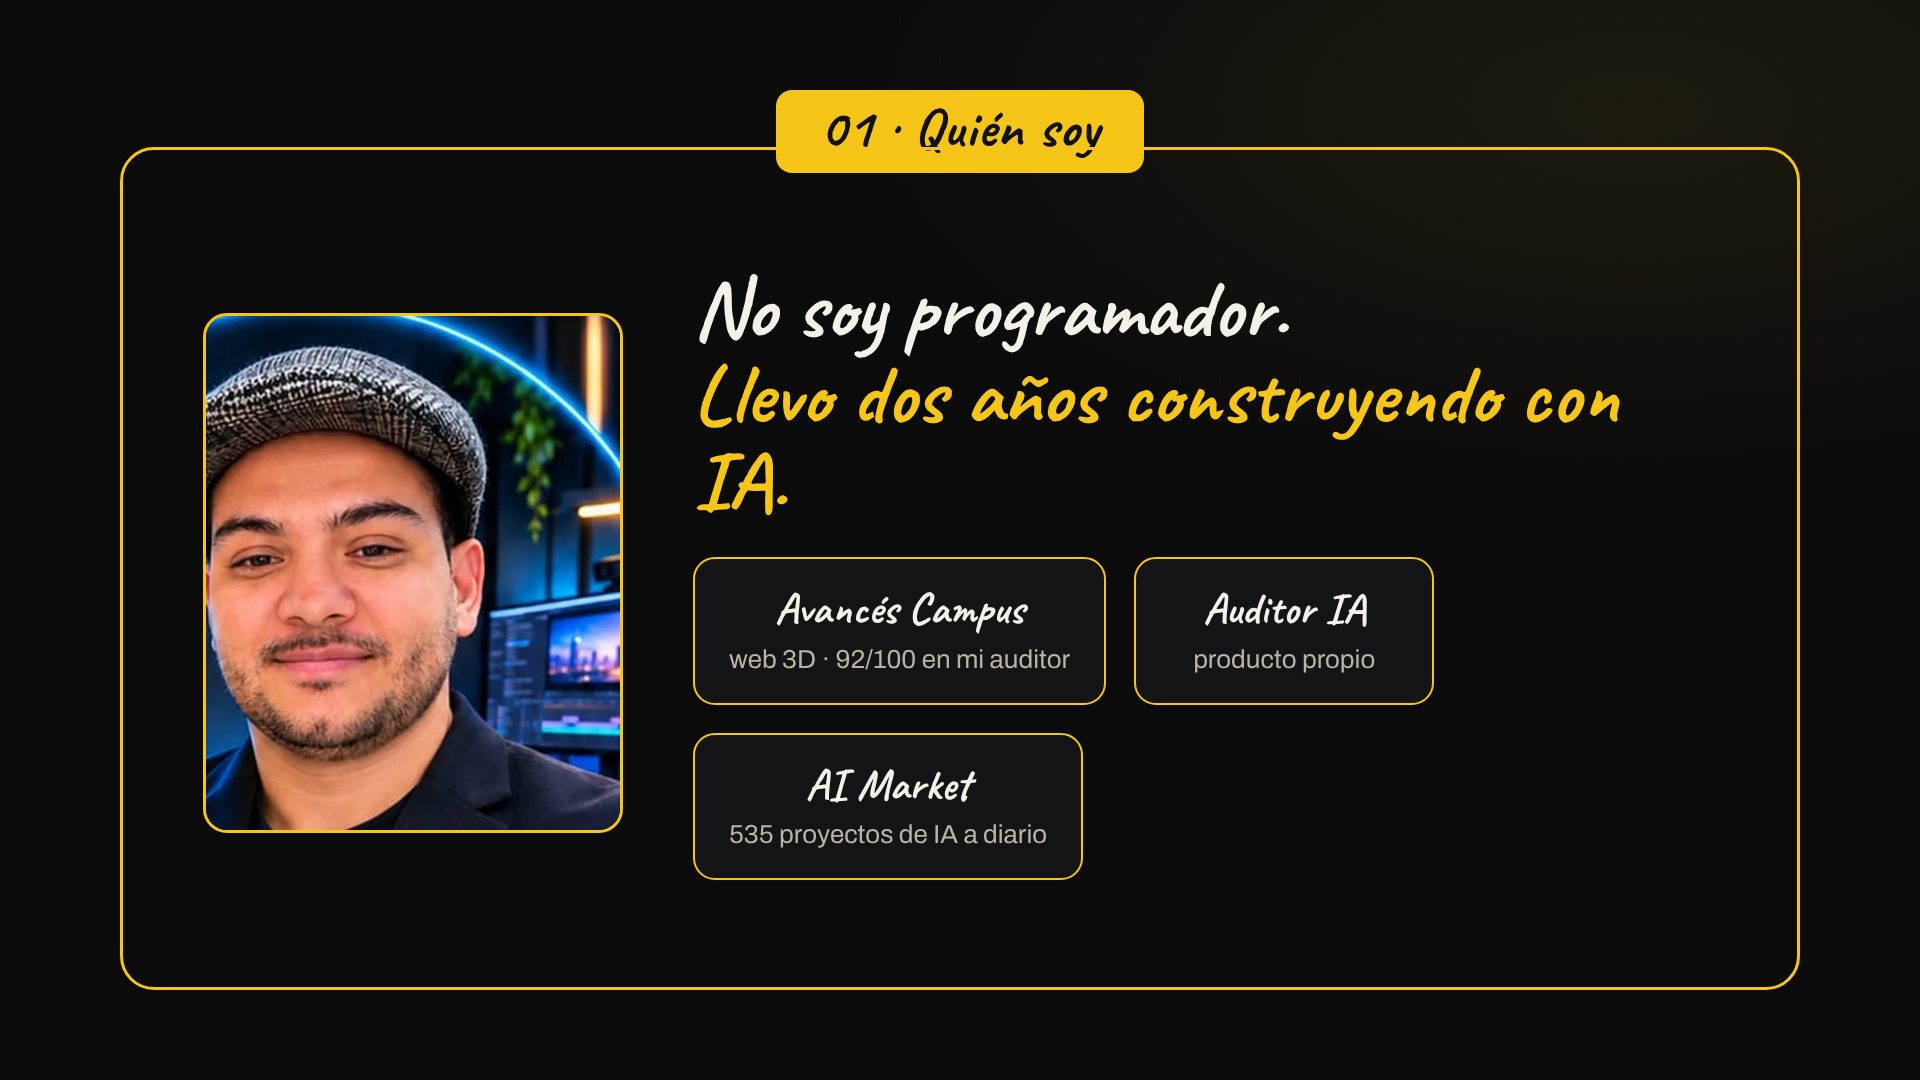 01 · Quién soy
No soy programador.
Llevo dos años construyendo con
IA.
Avancés Campus
web 3D · 92/100 en mi auditor
Auditor IA
producto propio
AI Market
535 proyectos de IA a diario